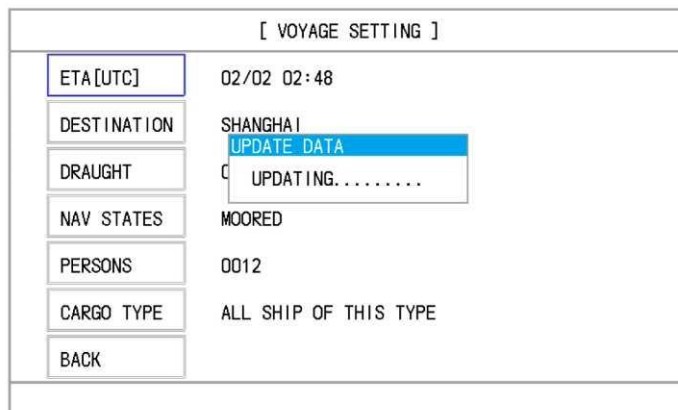 [ VOYAGE SETTING ]
ETA[UTC] 02/02 02:48
DESTINATION SHANGHAI
UPDATE DATA
DRAUGHT
UPDATING.........
NAV STATES MOORED
PERSONS 0012
CARGO TYPE ALL SHIP OF THIS TYPE
BACK